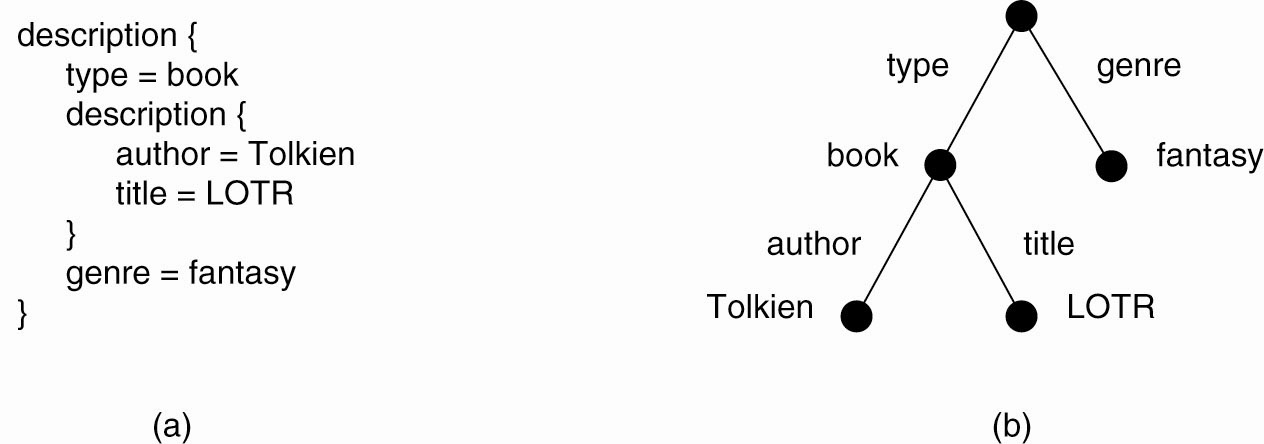 description {
type = book
description {
author = Tolkien
title = LOTR
}
genre = fantasy
}
(a)
type genre
book fantasy
author title
Tolkien LOTR
(b)